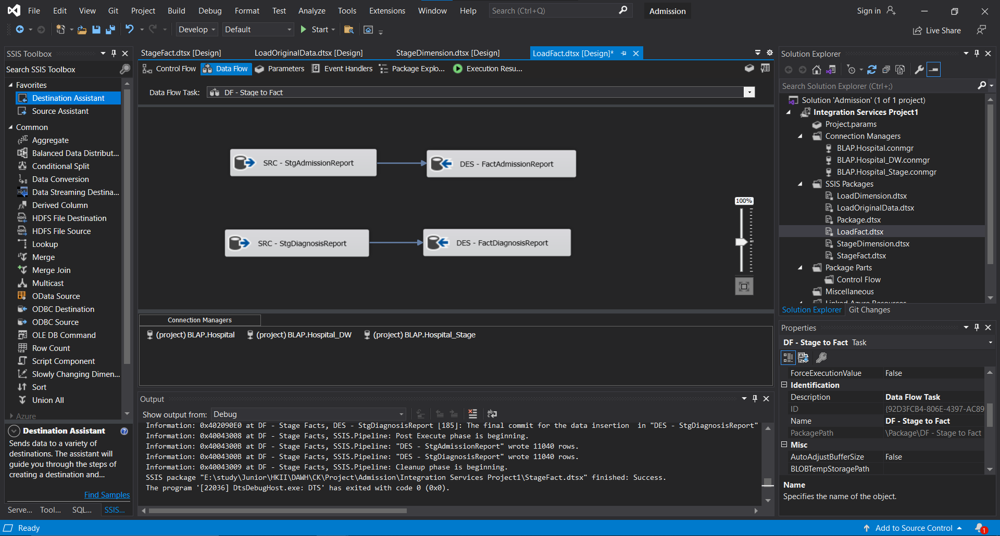 File Edit View Git Project Build Debug Format Test Analyze Tools Extensions Window Help Search (Ctrl+Q) Admission Sign in
Develop Default Start Live Share
SSIS Toolbox
Search SSIS Toolbox
Favorites
Destination Assistant
Source Assistant
Common
Aggregate
Balanced Data Distribut...
Conditional Split
Data Conversion
Data Streaming Destina...
Derived Column
HDFS File Destination
HDFS File Source
Lookup
Merge
Merge Join
Multicast
OData Source
ODBC Destination
ODBC Source
OLE DB Command
Row Count
Script Component
Slowly Changing Dimen...
Sort
Union All
Azure
Destination Assistant
Sends data to a variety of
destinations. The assistant will
guide you through the steps of
creating a destination and...
Find Samples
Serve... Tool... SQL... SSIS...
StageFact.dtsx [Design] LoadOriginalData.dtsx [Design] StageDimension.dtsx [Design] LoadFact.dtsx [Design]*
Control Flow Data Flow Parameters Event Handlers Package Explo... Execution Resu...
Data Flow Task: DF - Stage to Fact
SRC - StgAdmissionReport DES - FactAdmissionReport
100%
SRC - StgDiagnosisReport DES - FactDiagnosisReport
Connection Managers
(project) BLAP.Hospital (project) BLAP.Hospital_DW (project) BLAP.Hospital_Stage
Output
Show output from: Debug
Information: 0x402090E0 at DF - Stage Facts, DES - StgDiagnosisReport [185]: The final commit for the data insertion  in "DES - StgDiagnosisReport"
Information: 0x40043008 at DF - Stage Facts, SSIS.Pipeline: Post Execute phase is beginning.
Information: 0x4004300B at DF - Stage Facts, SSIS.Pipeline: "DES - StgAdmissionReport" wrote 11040 rows.
Information: 0x4004300B at DF - Stage Facts, SSIS.Pipeline: "DES - StgDiagnosisReport" wrote 11040 rows.
Information: 0x40043009 at DF - Stage Facts, SSIS.Pipeline: Cleanup phase is beginning.
SSIS package "E:\study\Junior\HKII\DAWH\CK\Project\Admission\Integration Services Project1\StageFact.dtsx" finished: Success.
The program '[22036] DtsDebugHost.exe: DTS' has exited with code 0 (0x0).
Solution Explorer
Search Solution Explorer (Ctrl+;)
Solution 'Admission' (1 of 1 project)
Integration Services Project1
Project.params
Connection Managers
BLAP.Hospital.conmgr
BLAP.Hospital_DW.conmgr
BLAP.Hospital_Stage.conmgr
SSIS Packages
LoadDimension.dtsx
LoadOriginalData.dtsx
Package.dtsx
LoadFact.dtsx
StageDimension.dtsx
StageFact.dtsx
Package Parts
Control Flow
Miscellaneous
Linked Azure Resources
Solution Explorer Git Changes
Properties
DF - Stage to Fact Task
ForceExecutionValue False
Identification
Description Data Flow Task
ID {92D3FCB4-806E-4397-AC89
Name DF - Stage to Fact
PackagePath \Package\DF - Stage to Fact
Misc
AutoAdjustBufferSize False
BLOBTempStoragePath
Name
Specifies the name of the object.
Ready Add to Source Control 1